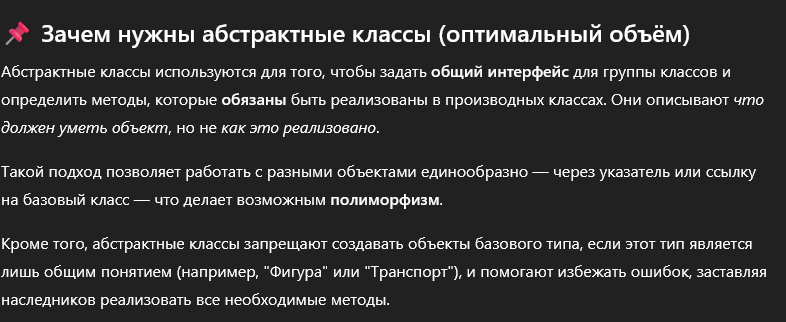 📌 Зачем нужны абстрактные классы (оптимальный объём)
Абстрактные классы используются для того, чтобы задать общий интерфейс для группы классов и
определить методы, которые обязаны быть реализованы в производных классах. Они описывают что
должен уметь объект, но не как это реализовано.
Такой подход позволяет работать с разными объектами единообразно — через указатель или ссылку
на базовый класс — что делает возможным полиморфизм.
Кроме того, абстрактные классы запрещают создавать объекты базового типа, если этот тип является
лишь общим понятием (например, "Фигура" или "Транспорт"), и помогают избежать ошибок, заставляя
наследников реализовать все необходимые методы.